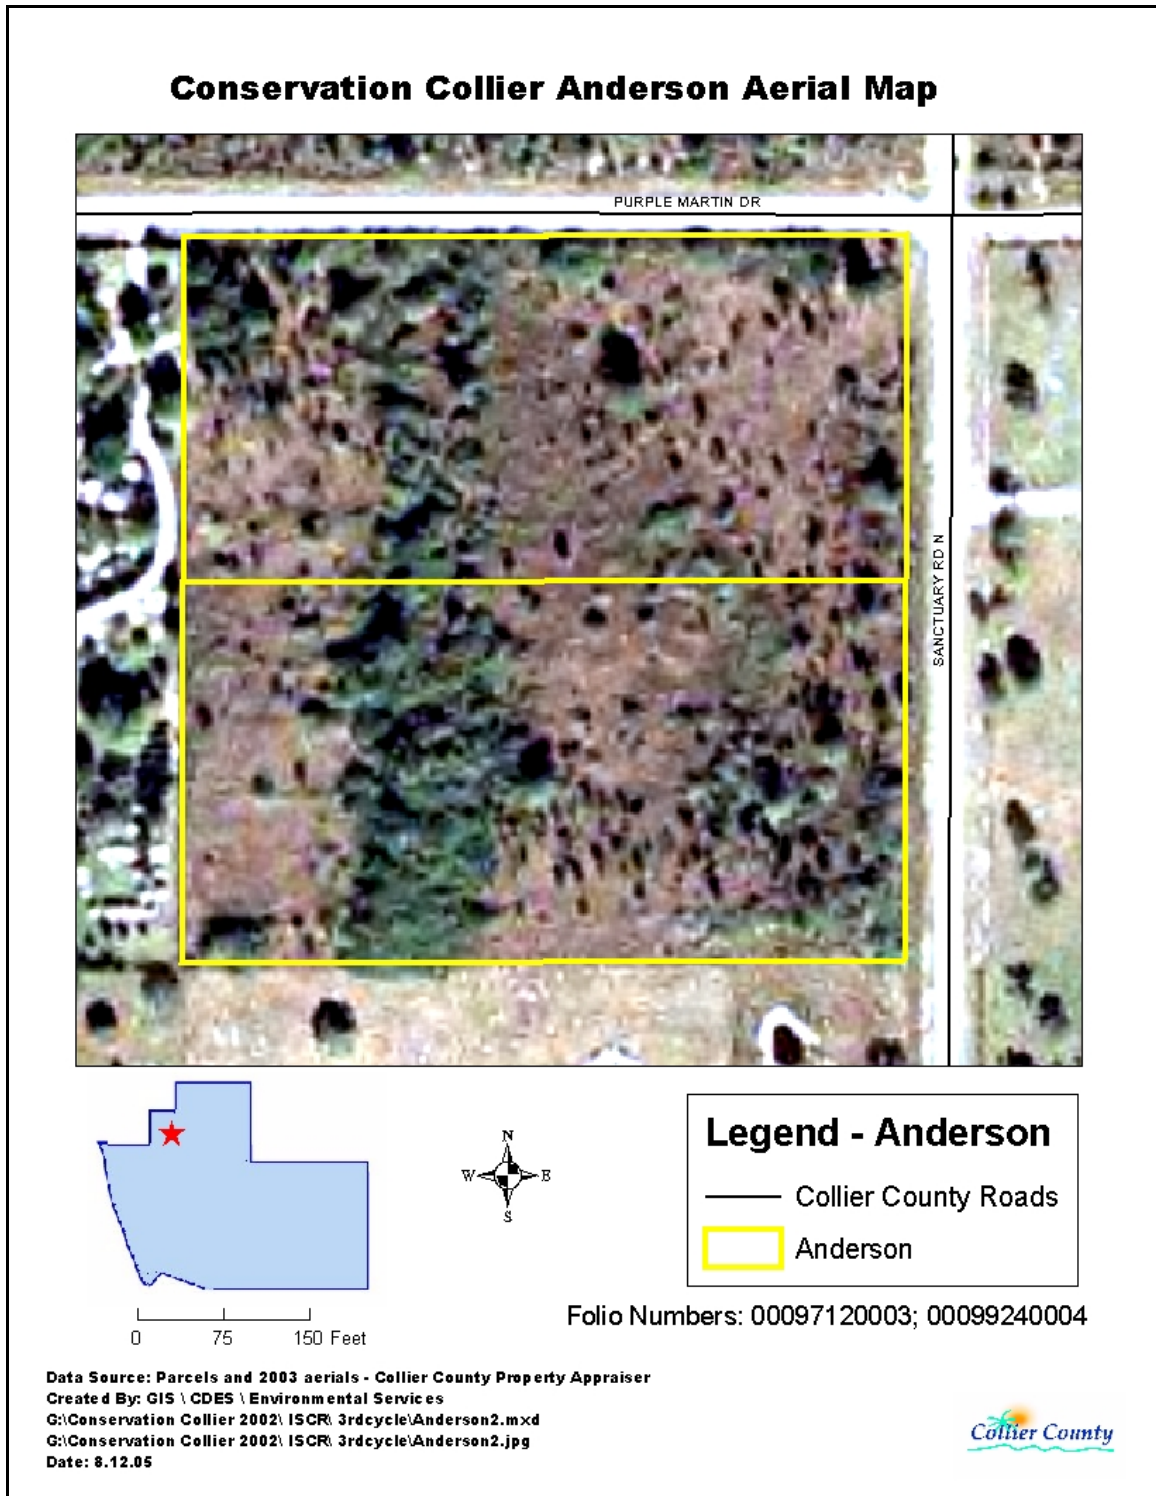 Conservation Collier Anderson Aerial Map
PURPLE MARTIN DR
SANCTUARY RD N
N
W E
S
Legend - Anderson
Collier County Roads
Anderson
0 75 150 Feet
Folio Numbers: 00097120003; 00099240004
Data Source: Parcels and 2003 aerials - Collier County Property Appraiser
Created By: GIS \ CDES \ Environmental Services
G:\Conservation Collier 2002\ ISCR\ 3rdcycle\Anderson2.mxd
G:\Conservation Collier 2002\ ISCR\ 3rdcycle\Anderson2.jpg
Date: 8.12.05
Collier County